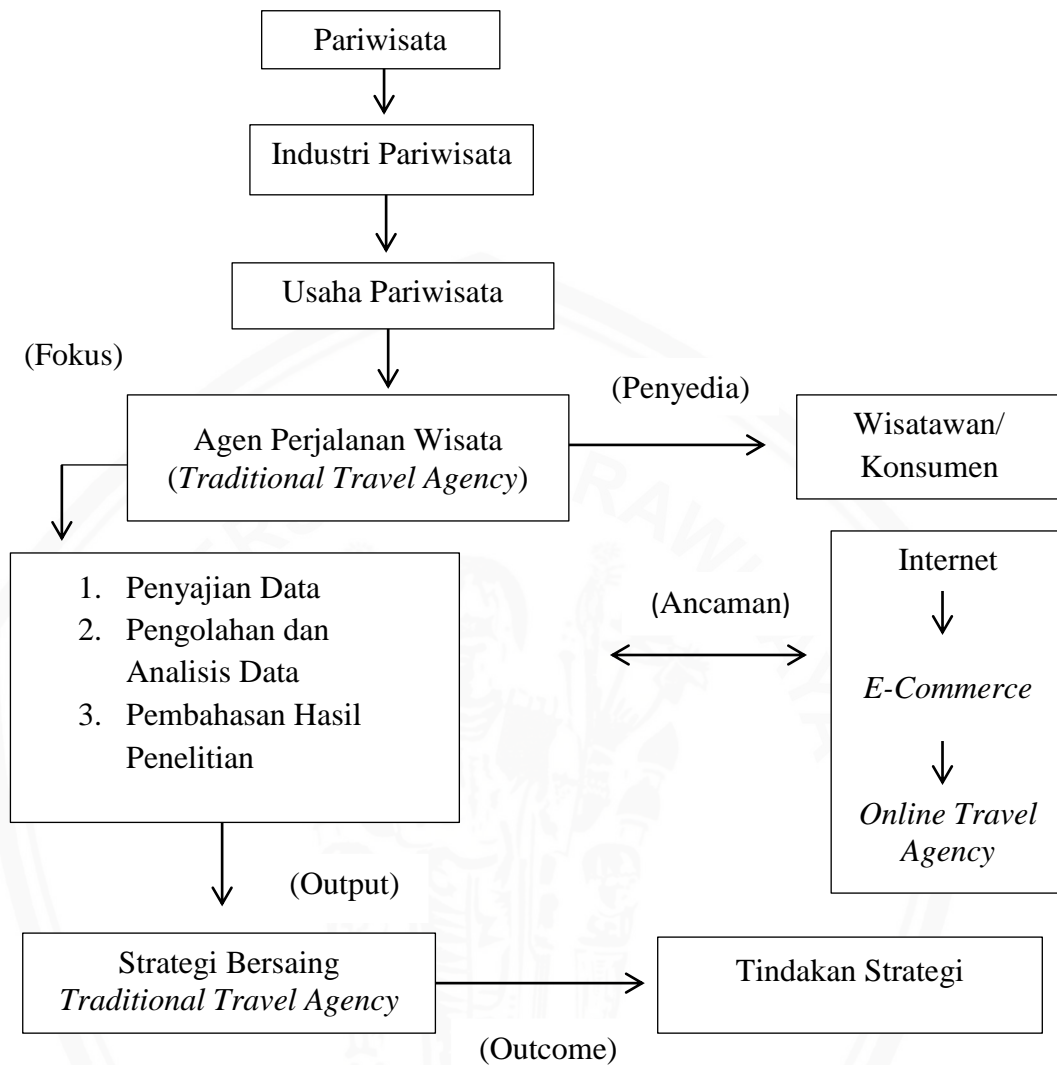 Pariwisata
Industri Pariwisata
Usaha Pariwisata
(Fokus)
(Penyedia)
Agen Perjalanan Wisata
(Traditional Travel Agency)
Wisatawan/
Konsumen
1. Penyajian Data
2. Pengolahan dan
Analisis Data
3. Pembahasan Hasil
Penelitian
(Ancaman)
Internet
E-Commerce
Online Travel
Agency
(Output)
Strategi Bersaing
Traditional Travel Agency
Tindakan Strategi
(Outcome)